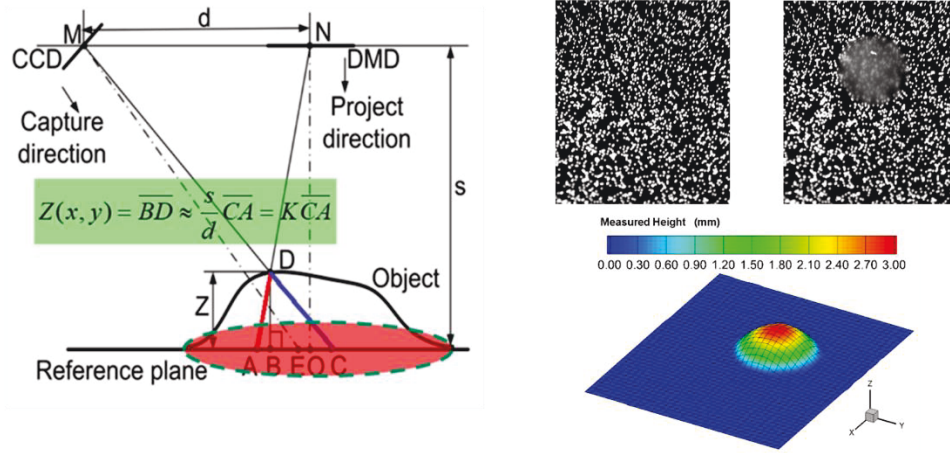 d
M
N
CCD
DMD
Capture
direction
Project
direction
s
Z(x, y) = BD ≈ s/d CA = K CA
D
Object
Z
A B E O C
Reference plane
Measured Height (mm)
0.00 0.30 0.60 0.90 1.20 1.50 1.80 2.10 2.40 2.70 3.00
Z
X
Y